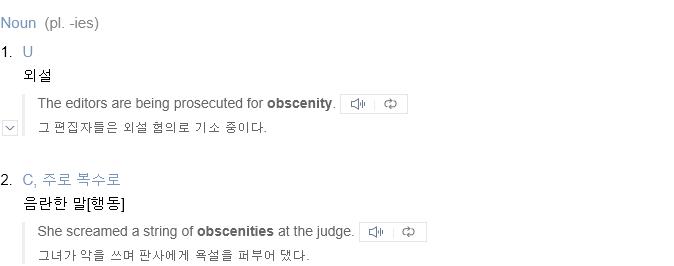 Noun (pl. -ies)
1. U
외설
The editors are being prosecuted for obscenity.
그 편집자들은 외설 혐의로 기소 중이다.
2. C, 주로 복수로
음란한 말[행동]
She screamed a string of obscenities at the judge.
그녀가 악을 쓰며 판사에게 욕설을 퍼부어 댔다.